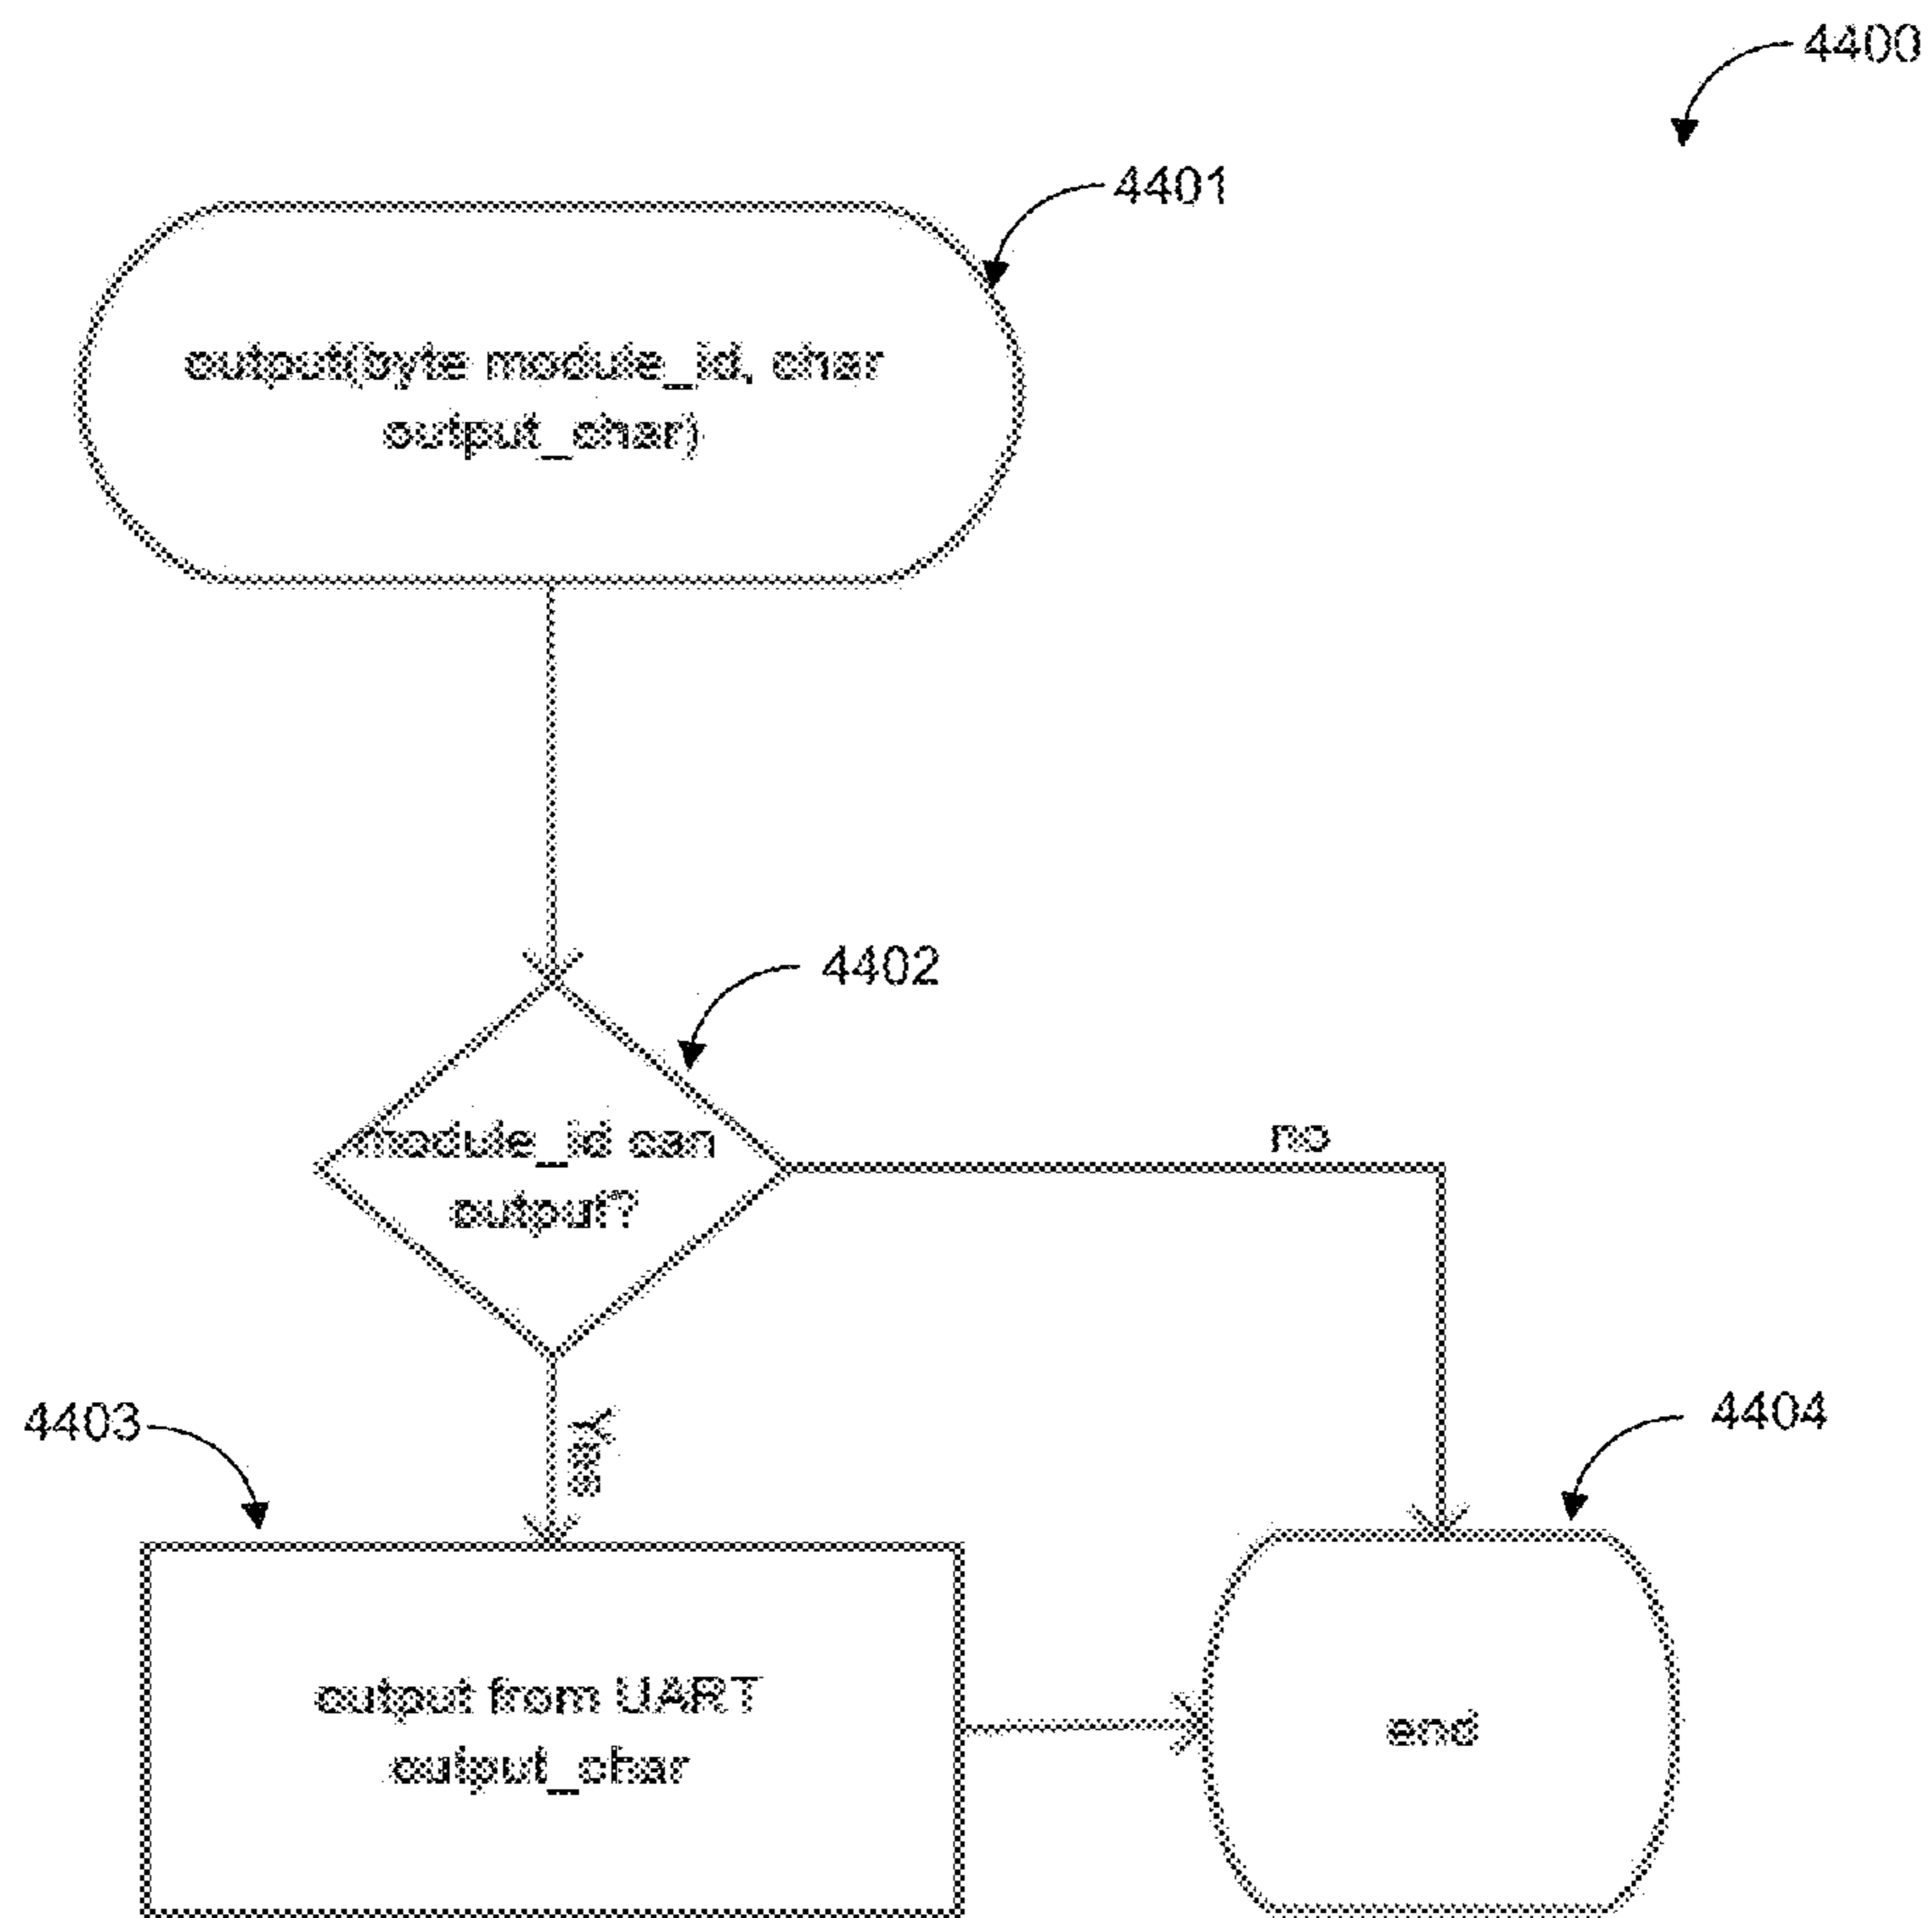 4400
4401
output(byte module_id, char
output_char)
4402
module_id can
output?
no
Yes
4403
4404
output from UART
output_char
end